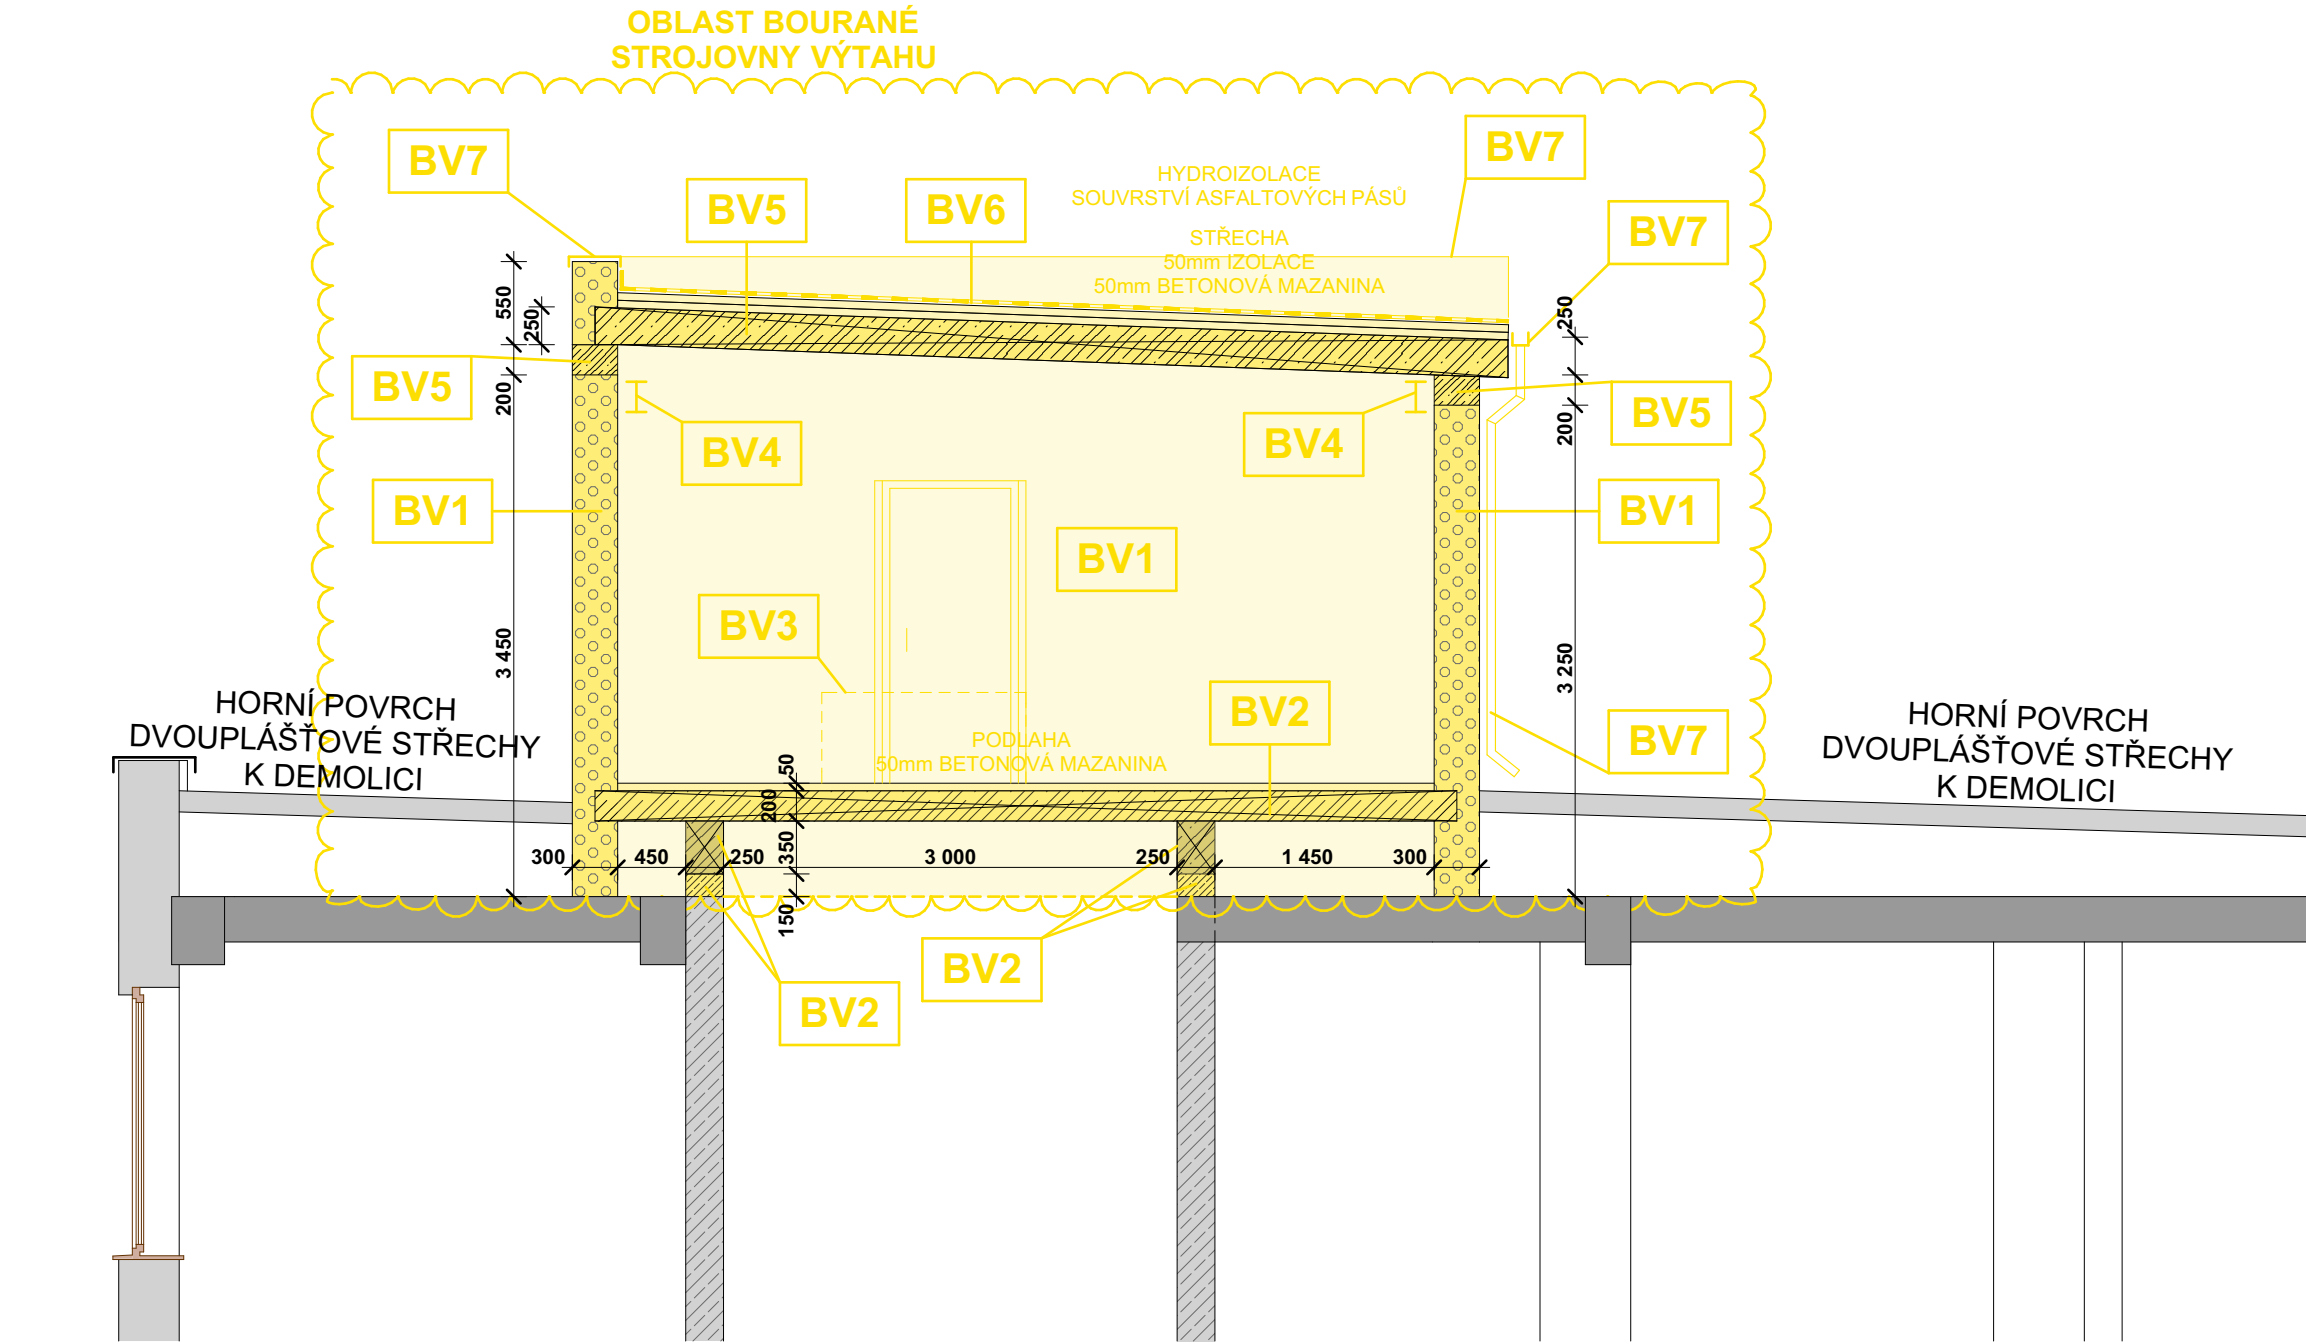 OBLAST BOURANÉ
STROJOVNY VÝTAHU
BV7
BV5
BV6
HYDROIZOLACE
SOUVRSTVÍ ASFALTOVÝCH PÁSŮ
STŘECHA
50mm IZOLACE
50mm BETONOVÁ MAZANINA
BV7
BV7
550
250
250
BV5
200
BV4
BV4
BV5
200
BV1
BV1
BV1
BV3
3 450
3 250
BV2
BV7
HORNÍ POVRCH
DVOUPLÁŠŤOVÉ STŘECHY
K DEMOLICI
HORNÍ POVRCH
DVOUPLÁŠŤOVÉ STŘECHY
K DEMOLICI
PODLAHA
50mm BETONOVÁ MAZANINA
50
200
350
150
300
450
250
3 000
250
1 450
300
BV2
BV2